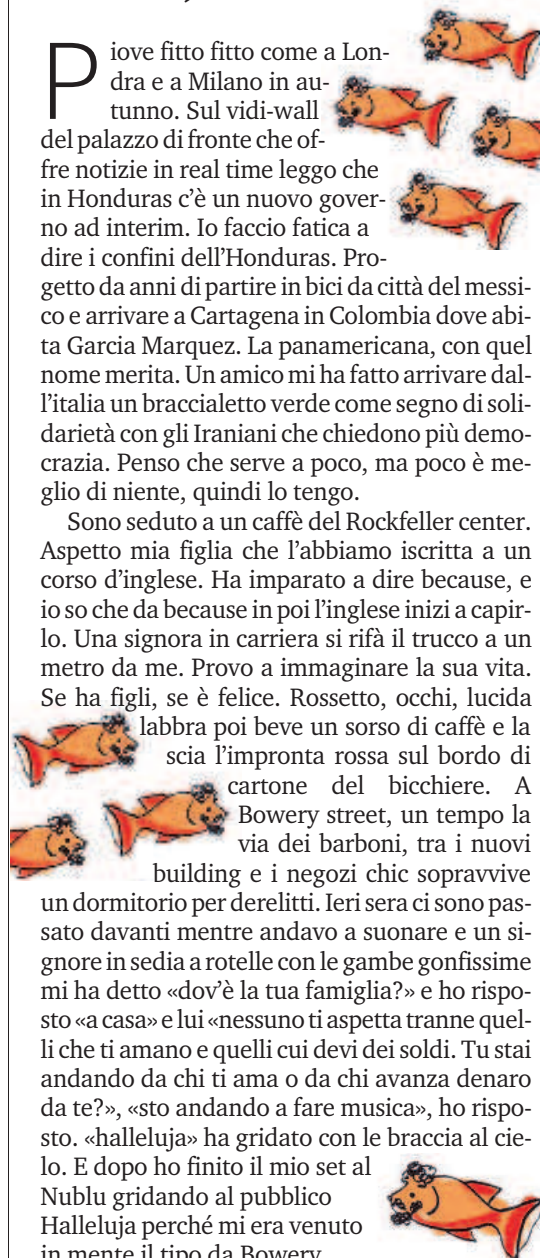 Piove fitto fitto come a Lon-
dra e a Milano in au-
tunno. Sul vidi-wall
del palazzo di fronte che of-
fre notizie in real time leggo che
in Honduras c'è un nuovo gover-
no ad interim. Io faccio fatica a
dire i confini dell'Honduras. Pro-
getto da anni di partire in bici da città del messi-
co e arrivare a Cartagena in Colombia dove abi-
ta Garcia Marquez. La panamericana, con quel
nome merita. Un amico mi ha fatto arrivare dal-
l'italia un braccialetto verde come segno di soli-
darietà con gli Iraniani che chiedono più demo-
crazia. Penso che serve a poco, ma poco è me-
glio di niente, quindi lo tengo.
Sono seduto a un caffè del Rockfeller center.
Aspetto mia figlia che l'abbiamo iscritta a un
corso d'inglese. Ha imparato a dire because, e
io so che da because in poi l'inglese inizi a capir-
lo. Una signora in carriera si rifà il trucco a un
metro da me. Provo a immaginare la sua vita.
Se ha figli, se è felice. Rossetto, occhi, lucida
labbra poi beve un sorso di caffè e la
scia l'impronta rossa sul bordo di
cartone del bicchiere. A
Bowery street, un tempo la
via dei barboni, tra i nuovi
building e i negozi chic sopravvive
un dormitorio per derelitti. Ieri sera ci sono pas-
sato davanti mentre andavo a suonare e un si-
gnore in sedia a rotelle con le gambe gonfissime
mi ha detto «dov'è la tua famiglia?» e ho rispo-
sto «a casa» e lui «nessuno ti aspetta tranne quel-
li che ti amano e quelli cui devi dei soldi. Tu stai
andando da chi ti ama o da chi avanza denaro
da te?», «sto andando a fare musica», ho rispo-
sto. «halleluja» ha gridato con le braccia al cie-
lo. E dopo ho finito il mio set al
Nublu gridando al pubblico
Halleluja perché mi era venuto
in mente il tipo da Bowery